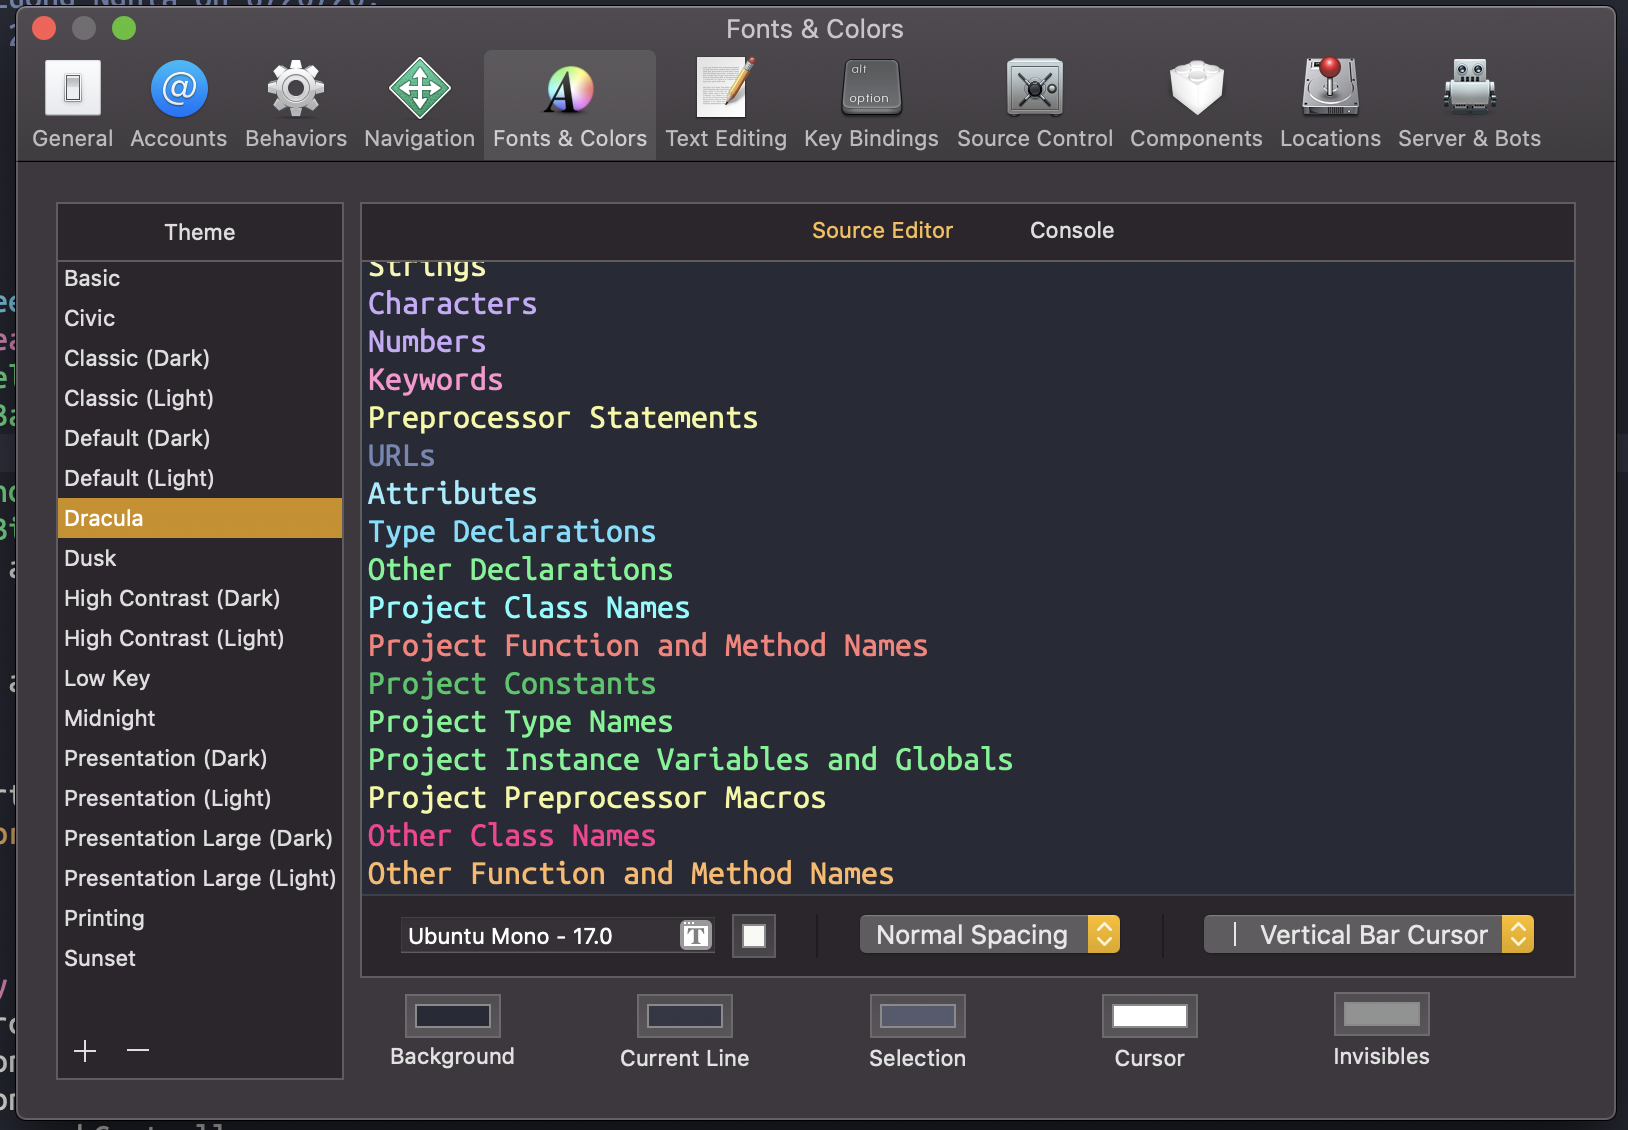 Fonts & Colors
alt
option
General
Accounts
Behaviors
Navigation
Fonts & Colors
Text Editing
Key Bindings
Source Control
Components
Locations
Server & Bots
Theme
Basic
Civic
Classic (Dark)
Classic (Light)
Default (Dark)
Default (Light)
Dracula
Dusk
High Contrast (Dark)
High Contrast (Light)
Low Key
Midnight
Presentation (Dark)
Presentation (Light)
Presentation Large (Dark)
Presentation Large (Light)
Printing
Sunset
Source Editor
Console
Strings
Characters
Numbers
Keywords
Preprocessor Statements
URLs
Attributes
Type Declarations
Other Declarations
Project Class Names
Project Function and Method Names
Project Constants
Project Type Names
Project Instance Variables and Globals
Project Preprocessor Macros
Other Class Names
Other Function and Method Names
Ubuntu Mono - 17.0
Normal Spacing
Vertical Bar Cursor
Background
Current Line
Selection
Cursor
Invisibles